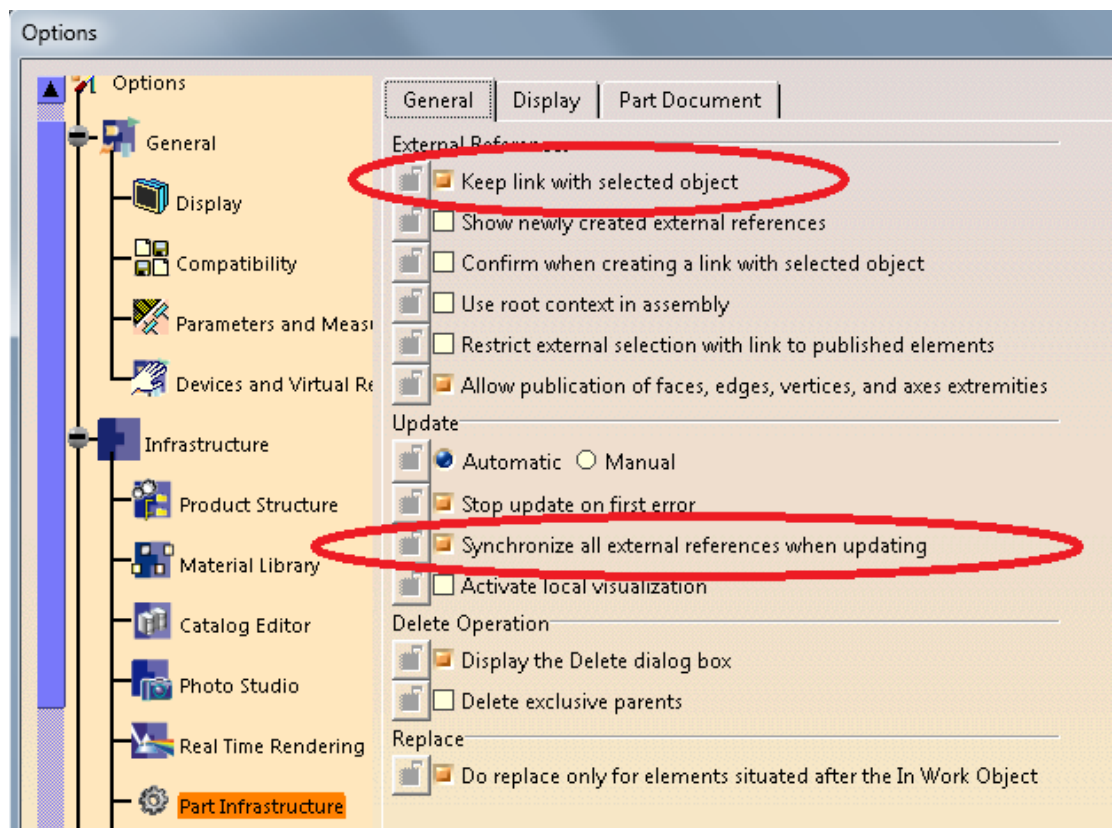 Options
Options
General
Display
Compatibility
Parameters and Measu
Devices and Virtual Re
Infrastructure
Product Structure
Material Library
Catalog Editor
Photo Studio
Real Time Rendering
Part Infrastructure
General Display Part Document
External References
Keep link with selected object
Show newly created external references
Confirm when creating a link with selected object
Use root context in assembly
Restrict external selection with link to published elements
Allow publication of faces, edges, vertices, and axes extremities
Update
Automatic Manual
Stop update on first error
Synchronize all external references when updating
Activate local visualization
Delete Operation
Display the Delete dialog box
Delete exclusive parents
Replace
Do replace only for elements situated after the In Work Object